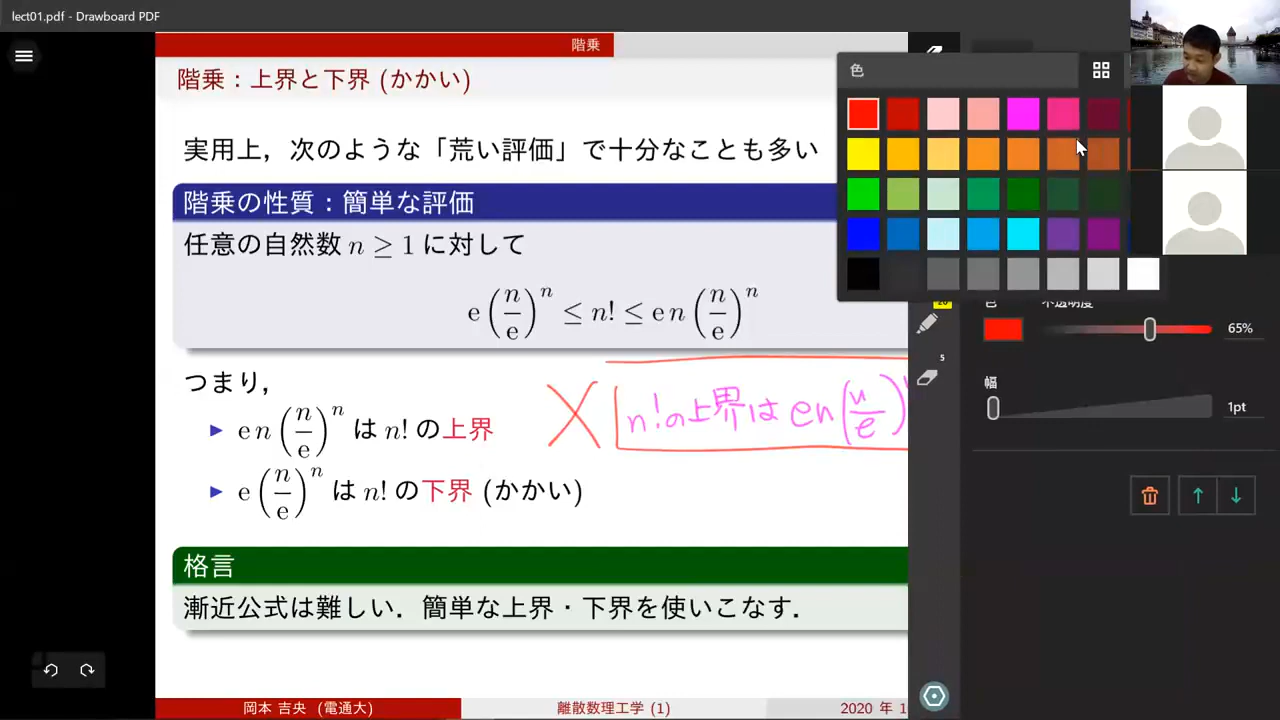 lect01.pdf - Drawboard PDF
階乗
階乗:上界と下界 (かかい)
実用上,次のような「荒い評価」で十分なことも多い
階乗の性質:簡単な評価
任意の自然数 n ≥ 1 に対して
e(n/e)^n ≤ n! ≤ e n(n/e)^n
つまり,
▶ e n(n/e)^n は n! の上界
▶ e(n/e)^n は n! の下界 (かかい)
n!の上界は en(n/e)
格言
漸近公式は難しい.簡単な上界・下界を使いこなす.
岡本 吉央 (電通大)
離散数理工学 (1)
2020 年 1
色
65%
5
幅
1pt